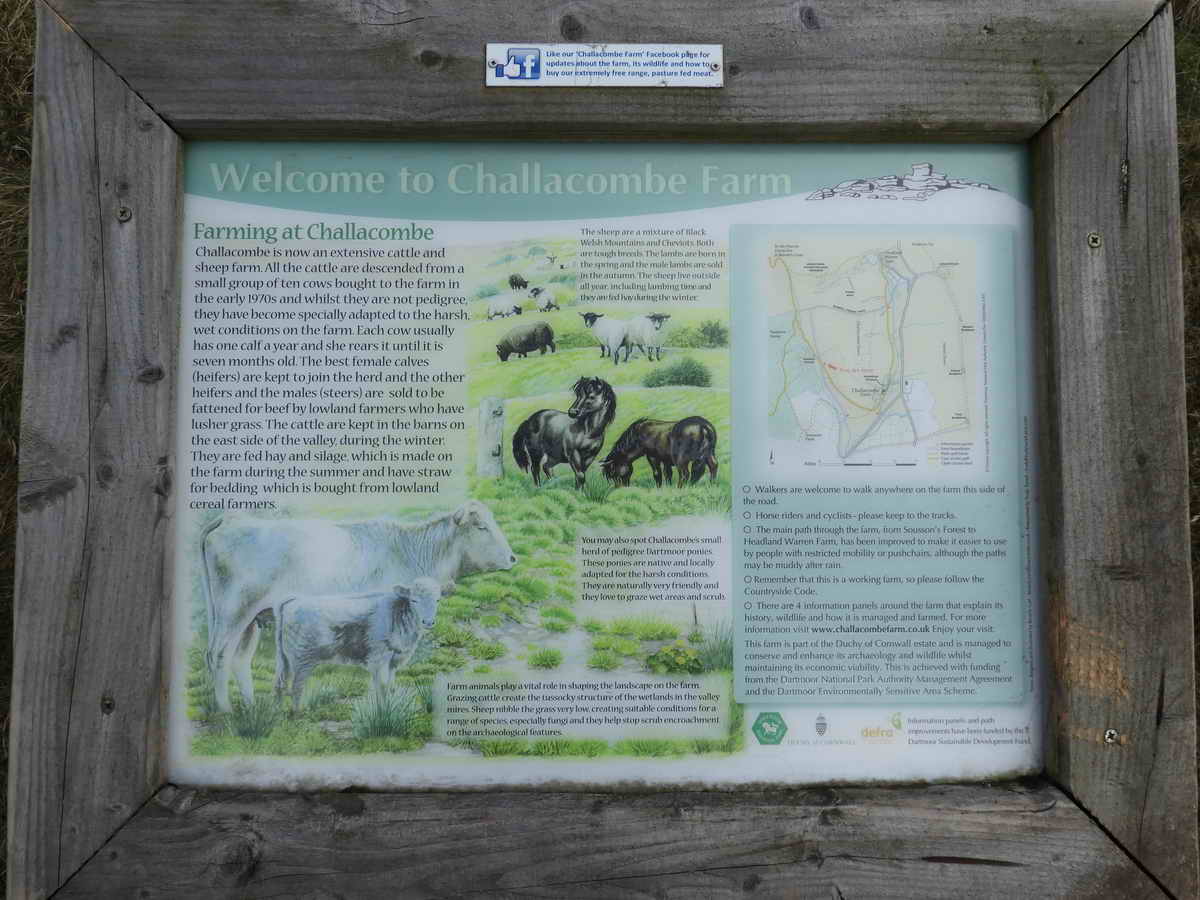 Like our 'Challacombe Farm' Facebook page for
updates about the farm, its wildlife and how to
buy our extremely free range, pasture fed meat.
Welcome to Challacombe Farm
Farming at Challacombe
Challacombe is now an extensive cattle and
sheep farm. All the cattle are descended from a
small group of ten cows bought to the farm in
the early 1970s and whilst they are not pedigree,
they have become specially adapted to the harsh,
wet conditions on the farm. Each cow usually
has one calf a year and she rears it until it is
seven months old. The best female calves
(heifers) are kept to join the herd and the other
heifers and the males (steers) are sold to be
fattened for beef by lowland farmers who have
lusher grass. The cattle are kept in the barns on
the east side of the valley, during the winter.
They are fed hay and silage, which is made on
the farm during the summer and have straw
for bedding which is bought from lowland
cereal farmers.
The sheep are a mixture of Black
Welsh Mountains and Cheviots. Both
are tough breeds. The lambs are born in
the spring and the male lambs are sold
in the autumn. The sheep live outside
all year, including lambing time and
they are fed hay during the winter.
You may also spot Challacombe's small
herd of pedigree Dartmoor ponies.
These ponies are native and locally
adapted for the harsh conditions.
They are naturally very friendly and
they love to graze wet areas and scrub.
Farm animals play a vital role in shaping the landscape on the farm.
Grazing cattle create the tussocky structure of the wetlands in the valley
mires. Sheep nibble the grass very low, creating suitable conditions for a
range of species, especially fungi and they help stop scrub encroachment
on the archaeological features.
Challacombe
Farm
Miles
Walkers are welcome to walk anywhere on the farm this side of
the road.
Horse riders and cyclists - please keep to the tracks.
The main path through the farm, from Sousson's Forest to
Headland Warren Farm, has been improved to make it easier to use
by people with restricted mobility or pushchairs, although the paths
may be muddy after rain.
Remember that this is a working farm, so please follow the
Countryside Code.
There are 4 information panels around the farm that explain its
history, wildlife and how it is managed and farmed. For more
information visit www.challacombefarm.co.uk Enjoy your visit.
This farm is part of the Duchy of Cornwall estate and is managed to
conserve and enhance its archaeology and wildlife whilst
maintaining its economic viability. This is achieved with funding
from the Dartmoor National Park Authority Management Agreement
and the Dartmoor Environmentally Sensitive Area Scheme.
DUCHY of CORNWALL
defra
Information panels and path
improvements have been funded by the
Dartmoor Sustainable Development Fund.